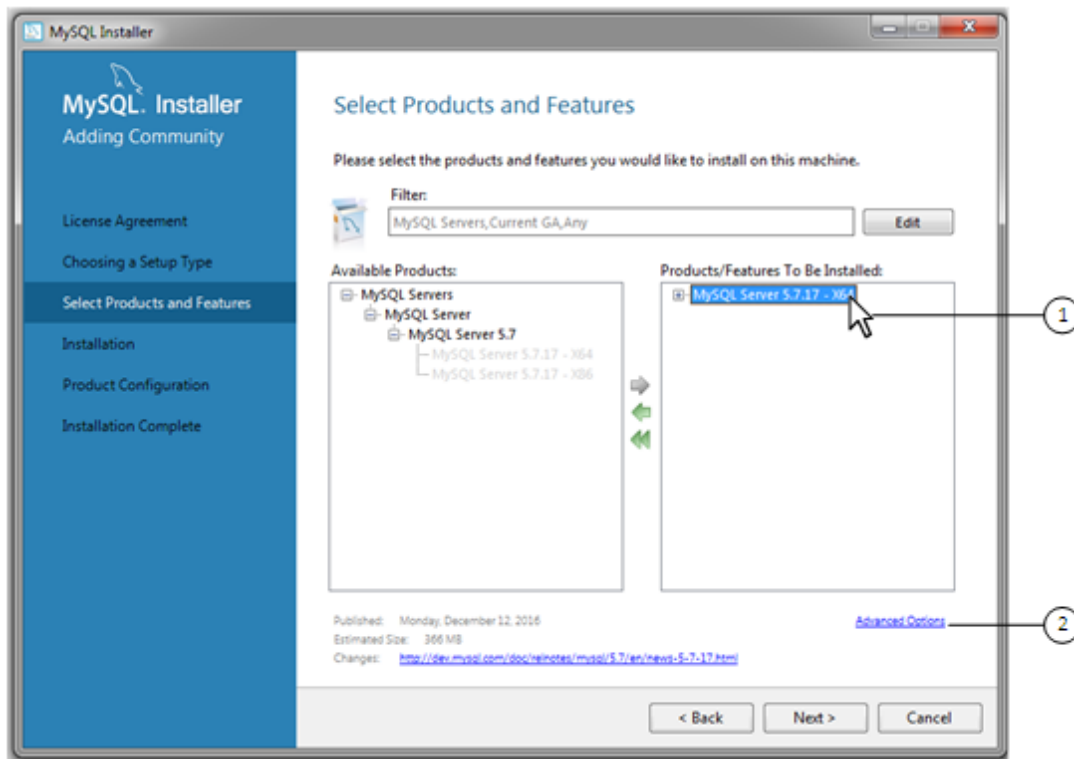 MySQL Installer
MySQL. Installer
Adding Community
License Agreement
Choosing a Setup Type
Select Products and Features
Installation
Product Configuration
Installation Complete
Select Products and Features
Please select the products and features you would like to install on this machine.
Filter:
MySQL Servers,Current GA,Any
Edit
Available Products:
MySQL Servers
MySQL Server
MySQL Server 5.7
MySQL Server 5.7.17 - X64
MySQL Server 5.7.17 - X86
Products/Features To Be Installed:
MySQL Server 5.7.17 - X64
1
Published: Monday, December 12, 2016
Estimated Size: 366 MB
Changes: http://dev.mysql.com/doc/relnotes/mysql/5.7/en/news-5-7-17.html
Advanced Options
2
< Back
Next >
Cancel